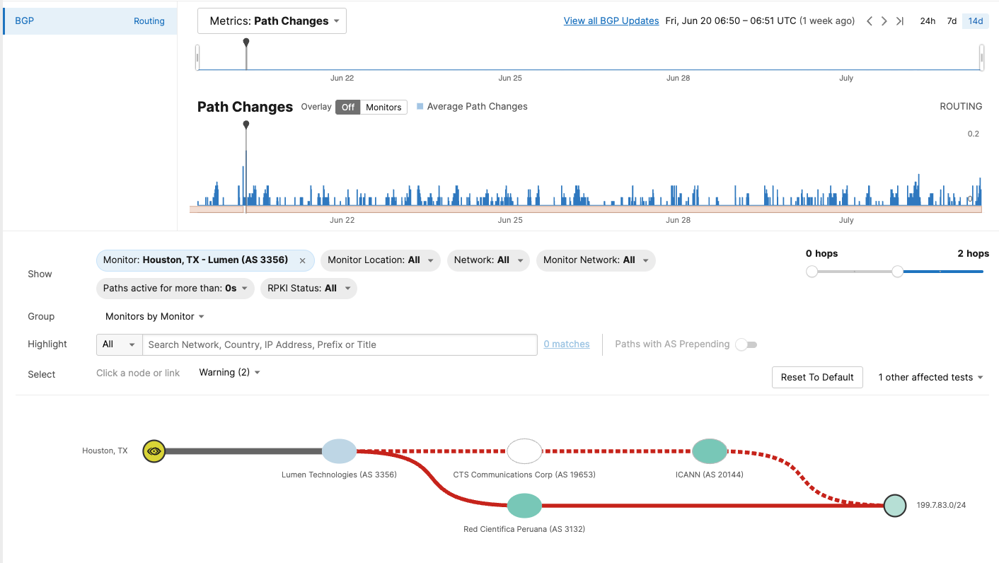 BGP Routing
Metrics: Path Changes
View all BGP Updates Fri, Jun 20 06:50 – 06:51 UTC (1 week ago) 24h 7d 14d
Jun 22 Jun 25 Jun 28 July
Path Changes Overlay Off Monitors Average Path Changes ROUTING
0.2
0
Jun 22 Jun 25 Jun 28 July
Show
Monitor: Houston, TX - Lumen (AS 3356) × Monitor Location: All Network: All Monitor Network: All
0 hops 2 hops
Paths active for more than: 0s RPKI Status: All
Group Monitors by Monitor
Highlight All Search Network, Country, IP Address, Prefix or Title 0 matches Paths with AS Prepending
Select Click a node or link Warning (2)
Reset To Default 1 other affected tests
Houston, TX
Lumen Technologies (AS 3356) CTS Communications Corp (AS 19653) ICANN (AS 20144)
199.7.83.0/24
Red Cientifica Peruana (AS 3132)